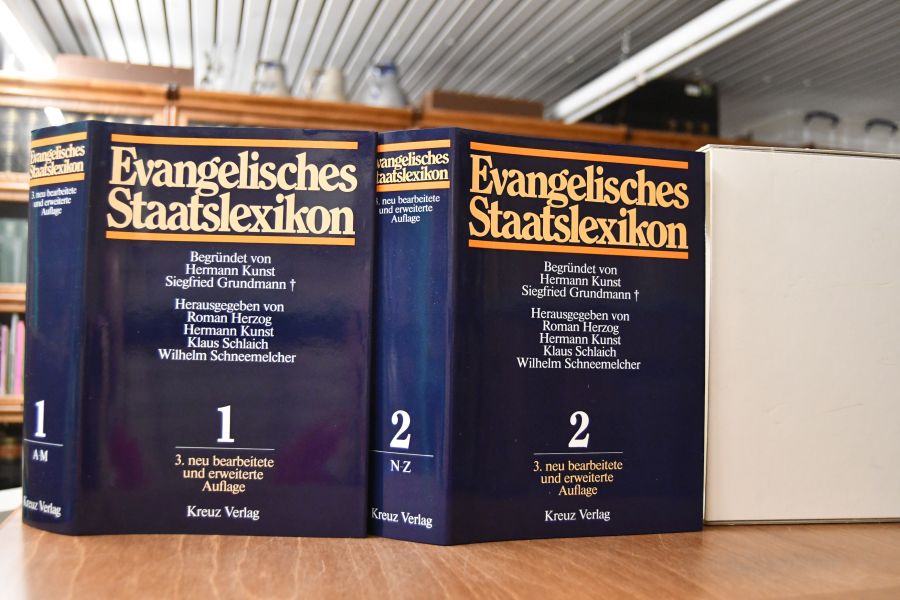 Evangelisches
Staatslexikon
3. neu bearbeitete
und erweiterte
Auflage
1
A-M
Kreuz Verlag
Evangelisches
Staatslexikon
Begründet von
Hermann Kunst
Siegfried Grundmann †
Herausgegeben von
Roman Herzog
Hermann Kunst
Klaus Schlaich
Wilhelm Schneemelcher
1
3. neu bearbeitete
und erweiterte
Auflage
Kreuz Verlag
Evangelisches
Staatslexikon
3. neu bearbeitete
und erweiterte
Auflage
2
N-Z
Kreuz Verlag
Evangelisches
Staatslexikon
Begründet von
Hermann Kunst
Siegfried Grundmann †
Herausgegeben von
Roman Herzog
Hermann Kunst
Klaus Schlaich
Wilhelm Schneemelcher
2
3. neu bearbeitete
und erweiterte
Auflage
Kreuz Verlag